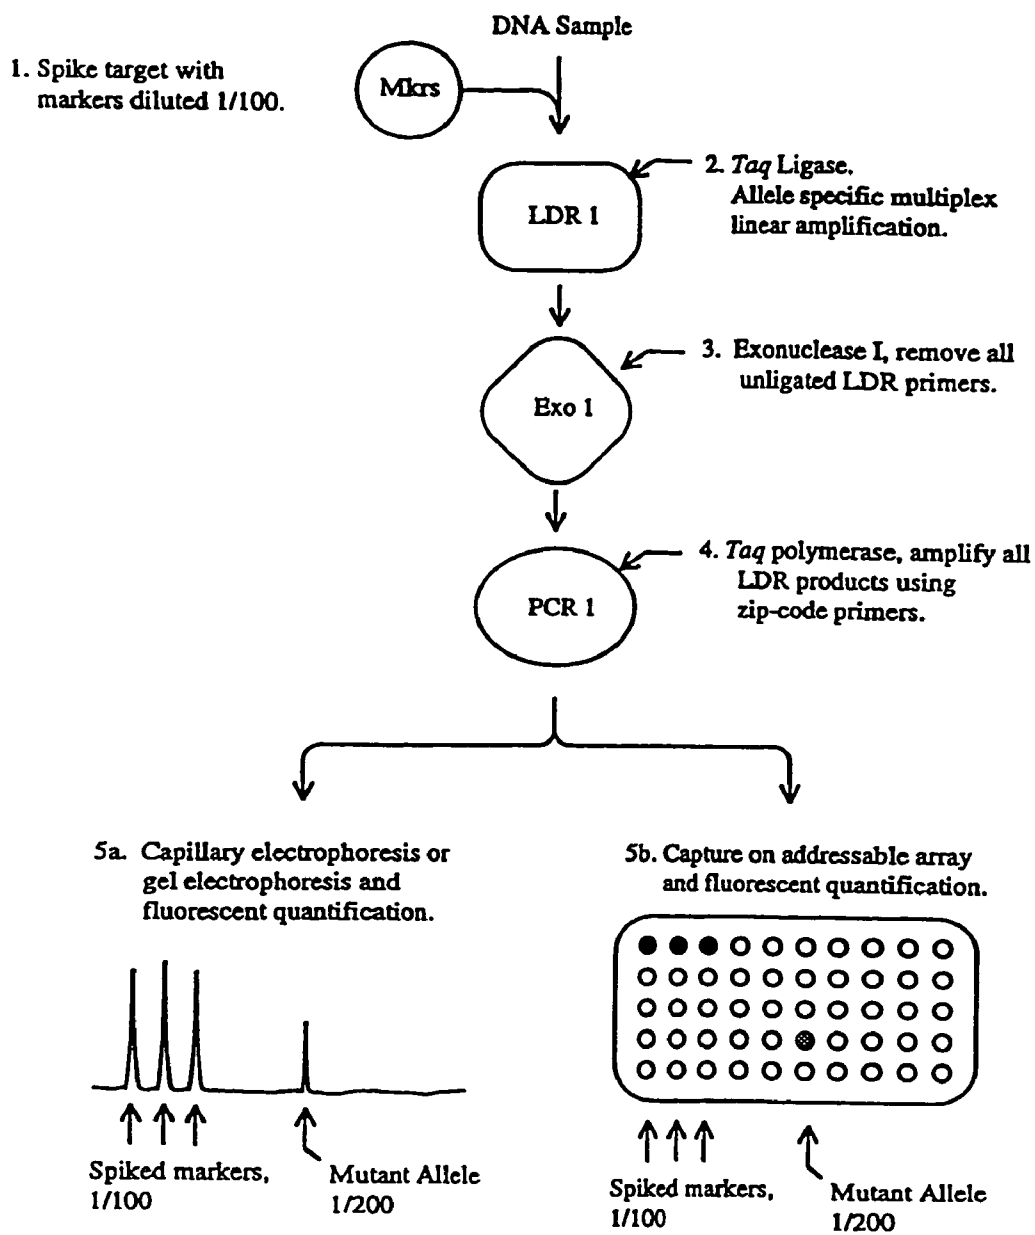 DNA Sample
1. Spike target with
markers diluted 1/100.
Mkrs
2. Taq Ligase.
Allele specific multiplex
linear amplification.
LDR 1
3. Exonuclease I, remove all
unligated LDR primers.
Exo 1
4. Taq polymerase, amplify all
LDR products using
zip-code primers.
PCR 1
5a. Capillary electrophoresis or
gel electrophoresis and
fluorescent quantification.
Spiked markers,
1/100
Mutant Allele
1/200
5b. Capture on addressable array
and fluorescent quantification.
Spiked markers,
1/100
Mutant Allele
1/200